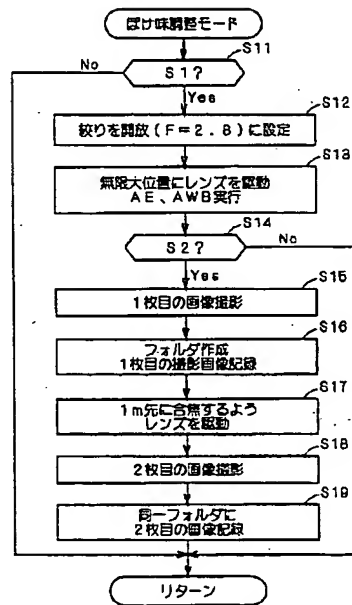 ぼけ味調整モード
S11
No
S1?
Yes
S12
絞りを開放(F=2.8)に設定
S13
無限大位置にレンズを駆動
AE、AWB実行
S14
S2?
No
Yes
S15
1枚目の画像撮影
S16
フォルダ作成
1枚目の撮影画像記録
S17
1m先に合焦するよう
レンズを駆動
S18
2枚目の画像撮影
S19
同一フォルダに
2枚目の画像記録
リターン